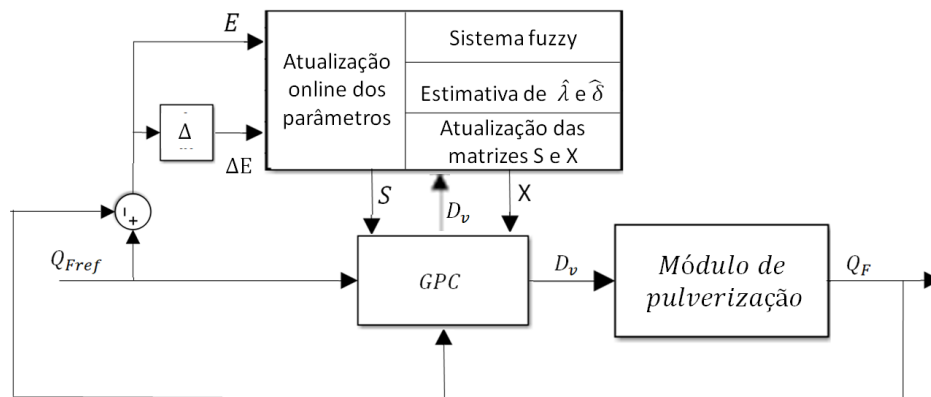 E
Atualização
online dos
parâmetros
Sistema fuzzy
Estimativa de λ̂ e δ̂
Atualização das
matrizes S e X
Δ
ΔE
S
D_v
X
+
Q_Fref
GPC
D_v
Módulo de
pulverização
Q_F